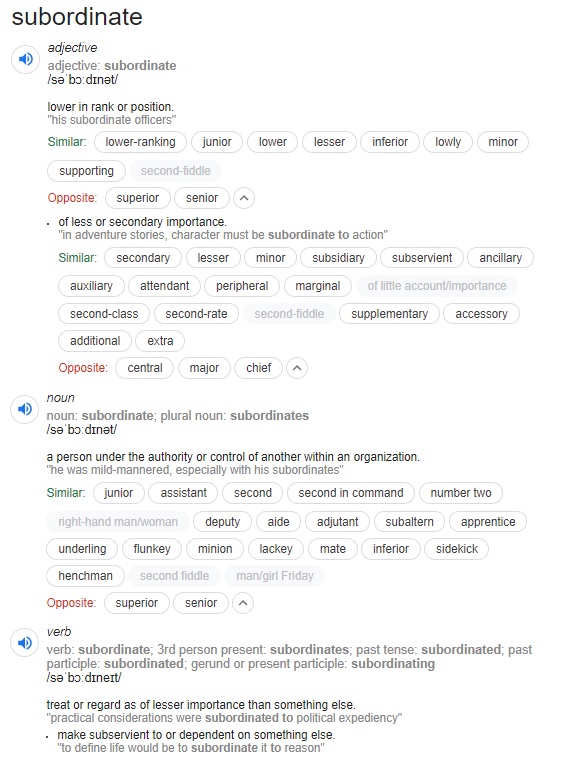 subordinate
adjective
adjective: subordinate
/səˈbɔːdɪnət/
lower in rank or position.
"his subordinate officers"
Similar: lower-ranking junior lower lesser inferior lowly minor
supporting second-fiddle
Opposite: superior senior
• of less or secondary importance.
"in adventure stories, character must be subordinate to action"
Similar: secondary lesser minor subsidiary subservient ancillary
auxiliary attendant peripheral marginal of little account/importance
second-class second-rate second-fiddle supplementary accessory
additional extra
Opposite: central major chief
noun
noun: subordinate; plural noun: subordinates
/səˈbɔːdɪnət/
a person under the authority or control of another within an organization.
"he was mild-mannered, especially with his subordinates"
Similar: junior assistant second second in command number two
right-hand man/woman deputy aide adjutant subaltern apprentice
underling flunkey minion lackey mate inferior sidekick
henchman second fiddle man/girl Friday
Opposite: superior senior
verb
verb: subordinate; 3rd person present: subordinates; past tense: subordinated; past
participle: subordinated; gerund or present participle: subordinating
/səˈbɔːdɪneɪt/
treat or regard as of lesser importance than something else.
"practical considerations were subordinated to political expediency"
• make subservient to or dependent on something else.
"to define life would be to subordinate it to reason"